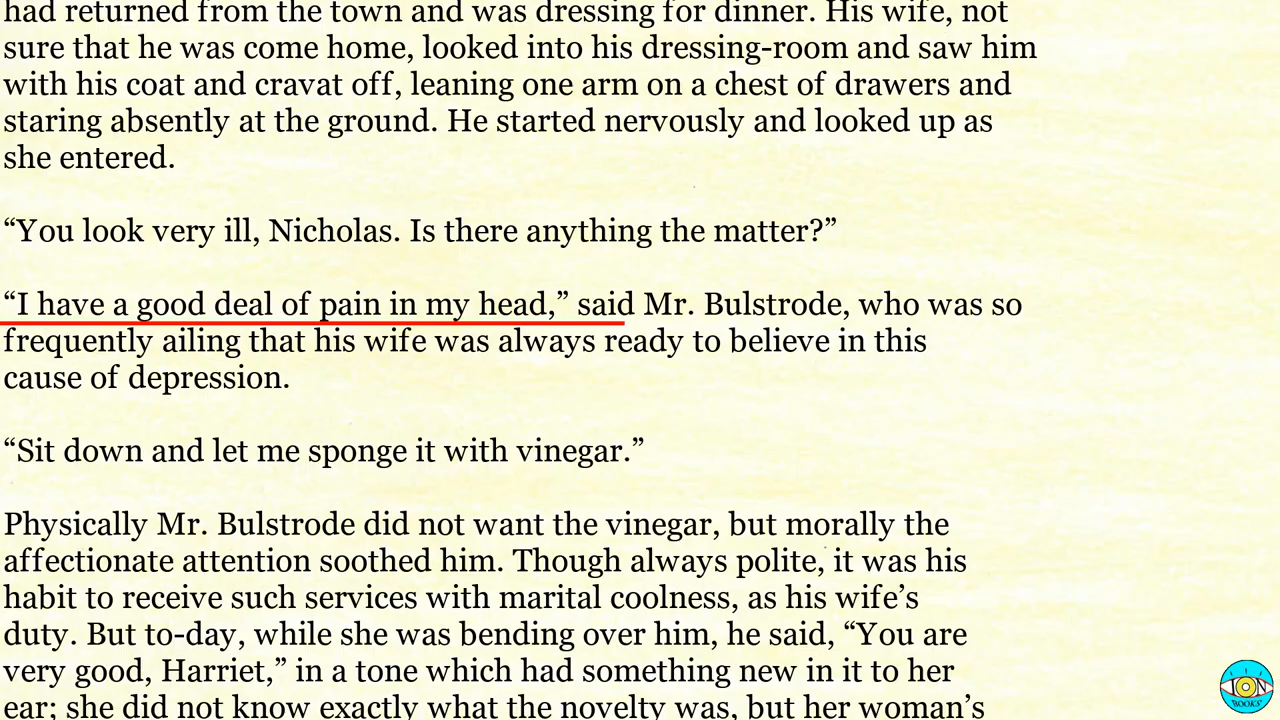 had returned from the town and was dressing for dinner. His wife, not
sure that he was come home, looked into his dressing-room and saw him
with his coat and cravat off, leaning one arm on a chest of drawers and
staring absently at the ground. He started nervously and looked up as
she entered.
“You look very ill, Nicholas. Is there anything the matter?”
“I have a good deal of pain in my head,” said Mr. Bulstrode, who was so
frequently ailing that his wife was always ready to believe in this
cause of depression.
“Sit down and let me sponge it with vinegar.”
Physically Mr. Bulstrode did not want the vinegar, but morally the
affectionate attention soothed him. Though always polite, it was his
habit to receive such services with marital coolness, as his wife’s
duty. But to-day, while she was bending over him, he said, “You are
very good, Harriet,” in a tone which had something new in it to her
ear; she did not know exactly what the novelty was, but her woman’s
ION
BOOKS